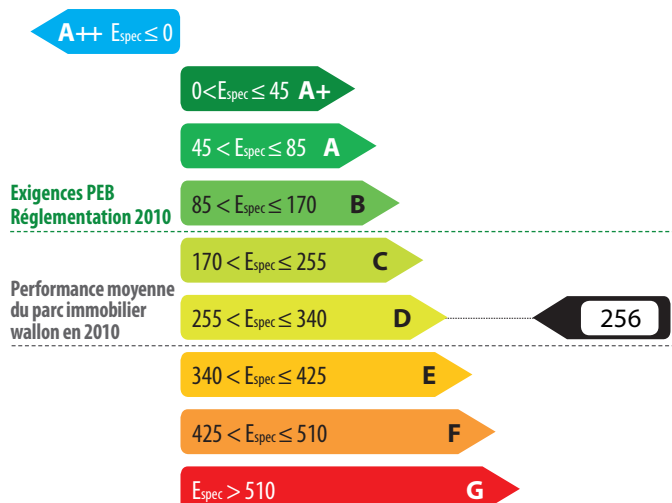 A++ Espec ≤ 0
0<Espec ≤ 45 A+
45 < Espec ≤ 85 A
Exigences PEB
Réglementation 2010
85 < Espec ≤ 170 B
170 < Espec ≤ 255 C
Performance moyenne
du parc immobilier
wallon en 2010
255 < Espec ≤ 340 D
256
340 < Espec ≤ 425 E
425 < Espec ≤ 510 F
Espec > 510 G